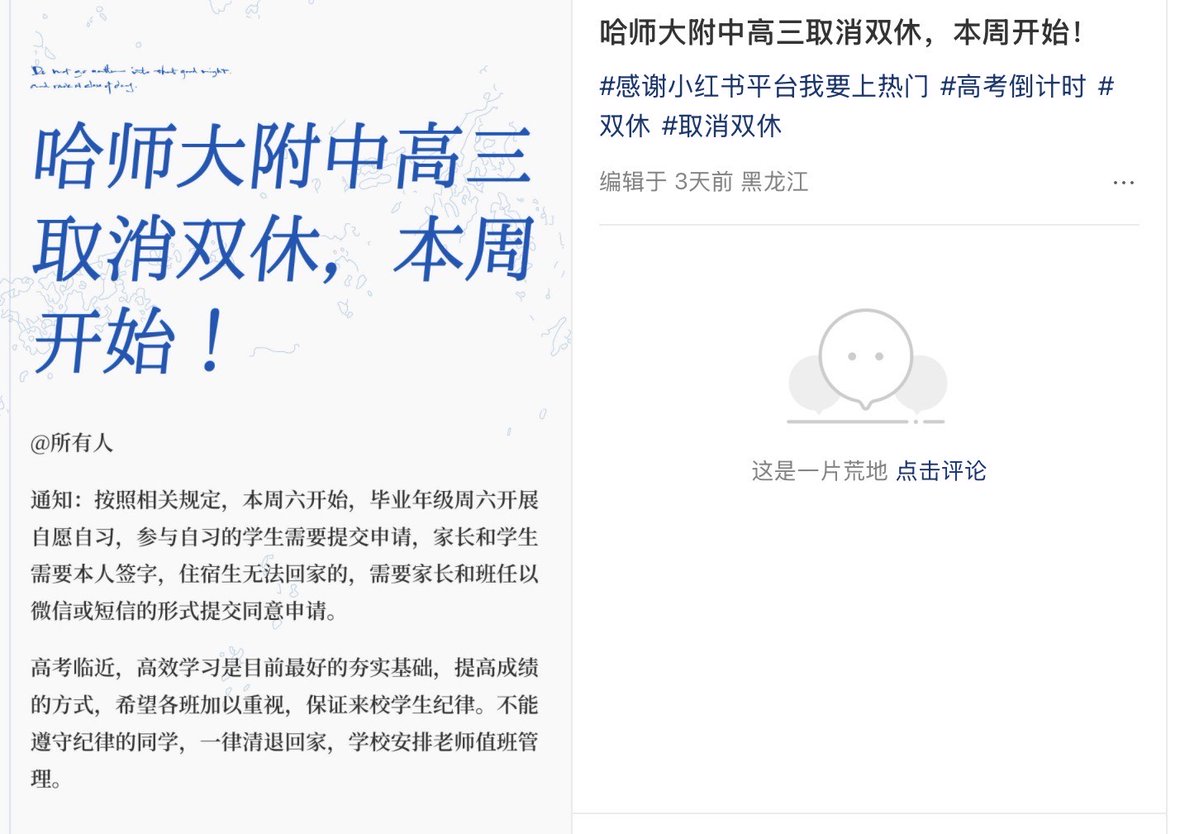 Do not go gentle into that good night,
哈师大附中高三
取消双休，本周
开始！
@所有人
通知：按照相关规定，本周六开始，毕业年级周六开展
自愿自习，参与自习的学生需要提交申请，家长和学生
需要本人签字，住宿生无法回家的，需要家长和班任以
微信或短信的形式提交同意申请。
高考临近，高效学习是目前最好的夯实基础，提高成绩
的方式，希望各班加以重视，保证来校学生纪律。不能
遵守纪律的同学，一律清退回家，学校安排老师值班管
理。
哈师大附中高三取消双休，本周开始！
#感谢小红书平台我要上热门 #高考倒计时 #
双休 #取消双休
编辑于 3天前 黑龙江
这是一片荒地 点击评论